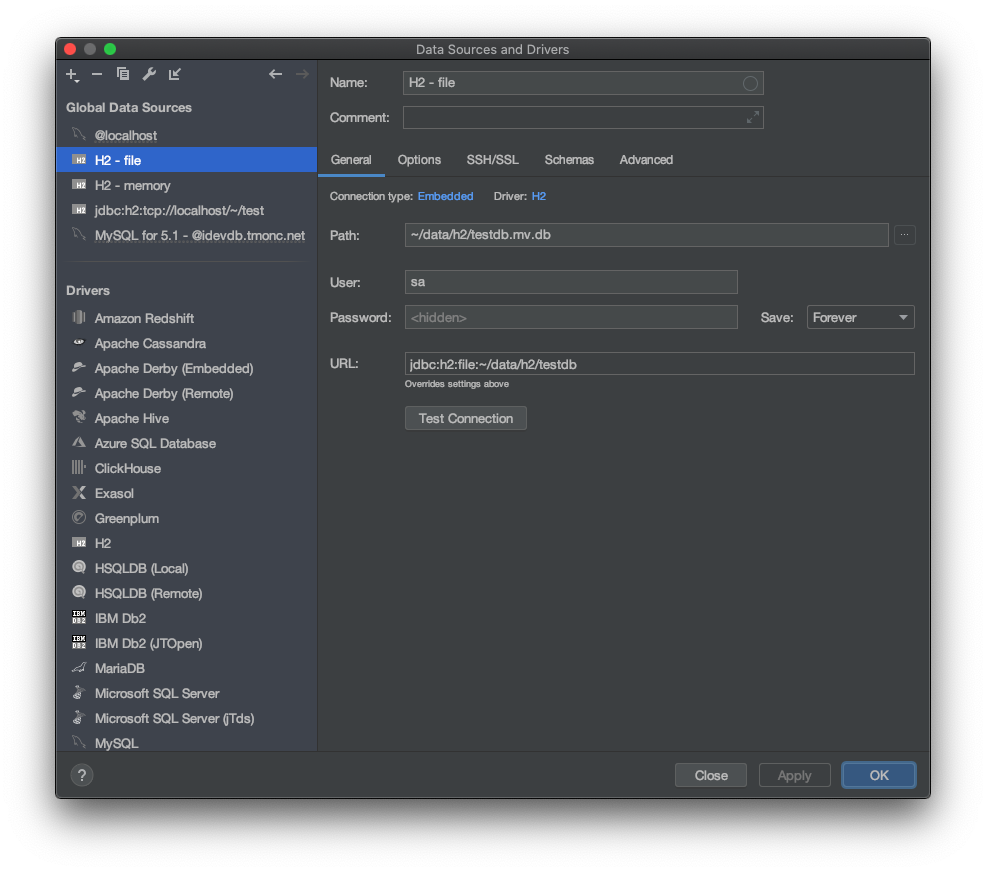 Data Sources and Drivers
Global Data Sources
@localhost
H2 - file
H2 - memory
jdbc:h2:tcp://localhost/~/test
MySQL for 5.1 - @idevdb.tmonc.net
Drivers
Amazon Redshift
Apache Cassandra
Apache Derby (Embedded)
Apache Derby (Remote)
Apache Hive
Azure SQL Database
ClickHouse
Exasol
Greenplum
H2
HSQLDB (Local)
HSQLDB (Remote)
IBM Db2
IBM Db2 (JTOpen)
MariaDB
Microsoft SQL Server
Microsoft SQL Server (jTds)
MySQL
Name: H2 - file
Comment:
General Options SSH/SSL Schemas Advanced
Connection type: Embedded Driver: H2
Path: ~/data/h2/testdb.mv.db ...
User: sa
Password: <hidden> Save: Forever
URL: jdbc:h2:file:~/data/h2/testdb
Overrides settings above
Test Connection
? Close Apply OK